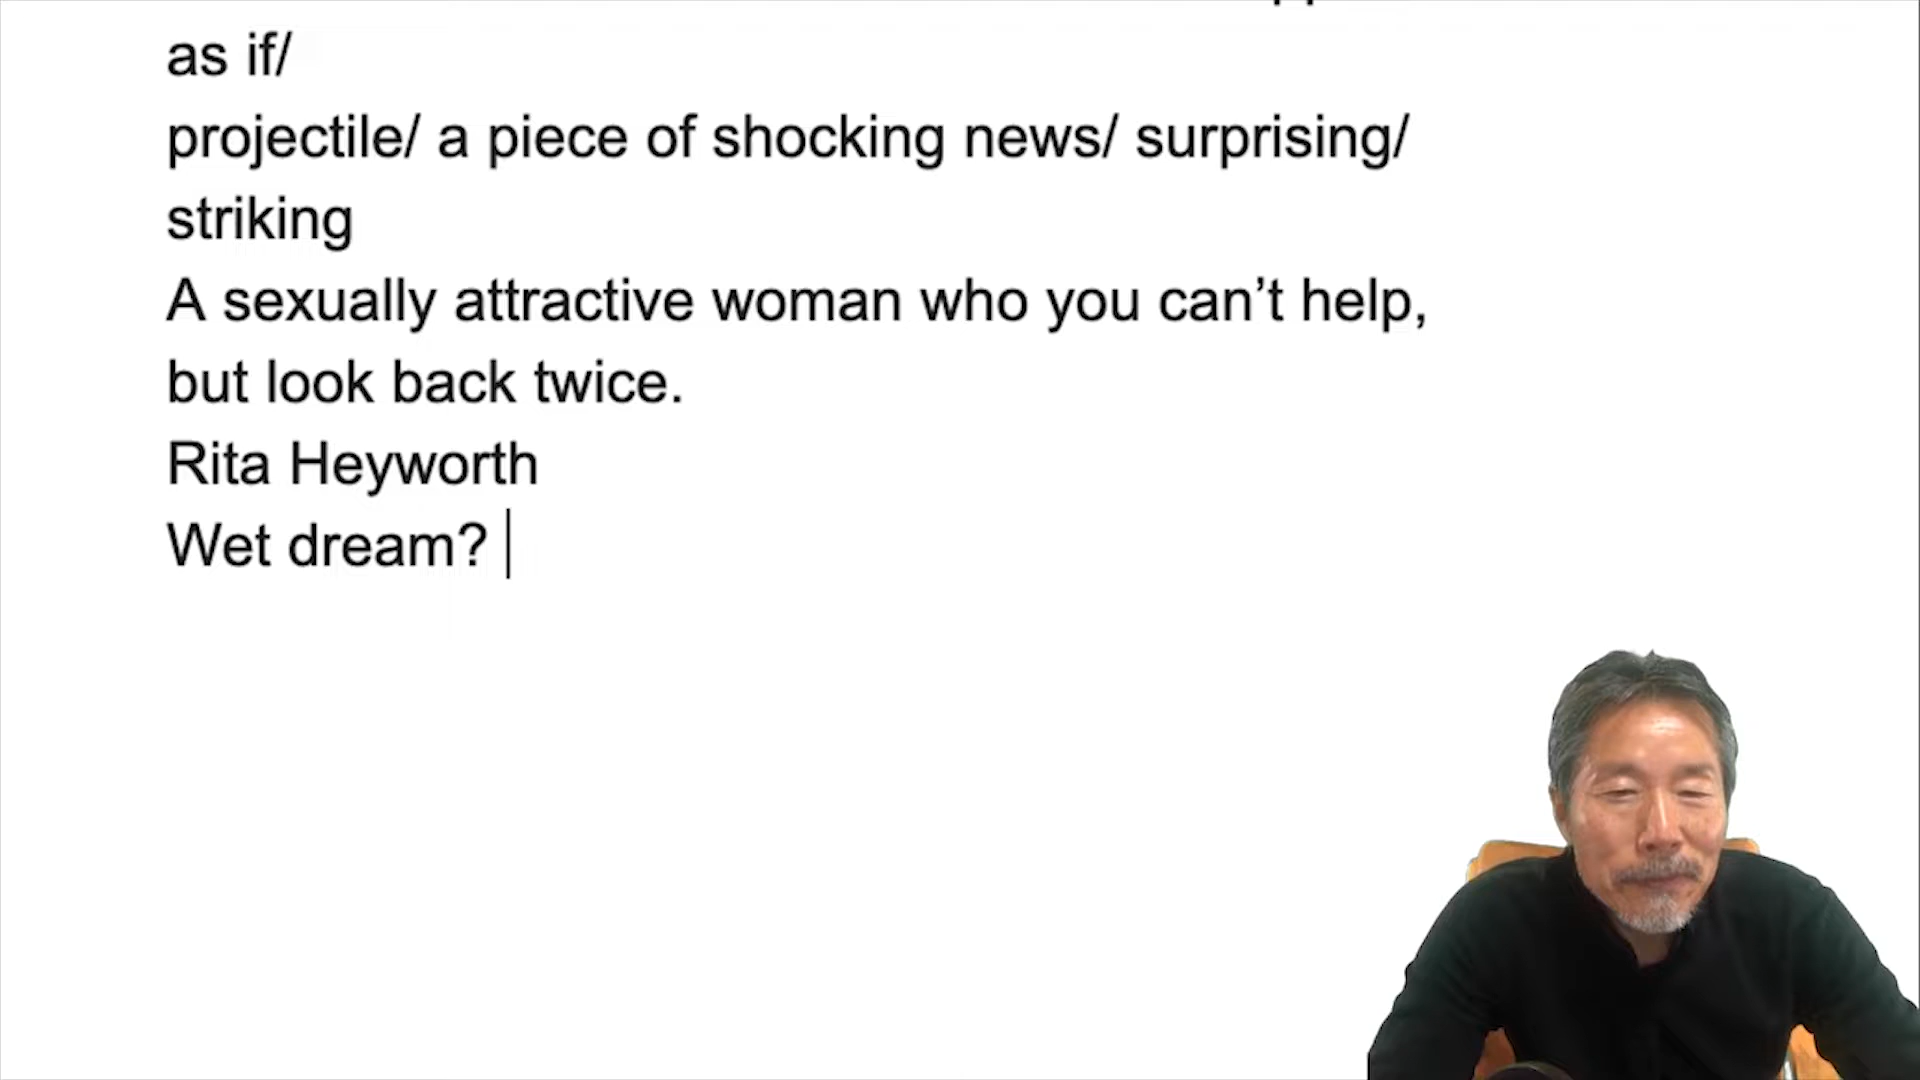 as if/
projectile/ a piece of shocking news/ surprising/
striking
A sexually attractive woman who you can’t help,
but look back twice.
Rita Heyworth
Wet dream?